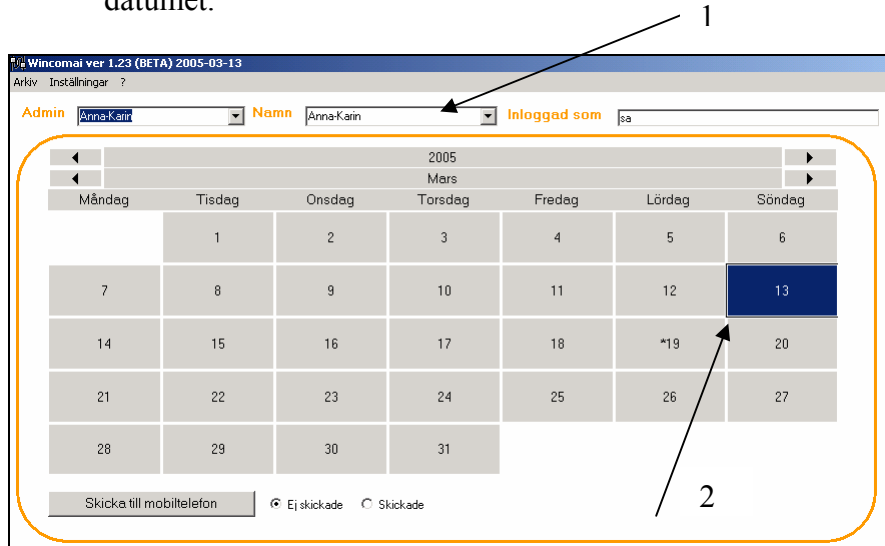 datumet.
1
Wincomai ver 1.23 (BETA) 2005-03-13
Arkiv Inställningar ?
Admin Anna-Karin Namn Anna-Karin Inloggad som sa
2005
Mars
Måndag Tisdag Onsdag Torsdag Fredag Lördag Söndag
1 2 3 4 5 6
7 8 9 10 11 12 13
14 15 16 17 18 *19 20
21 22 23 24 25 26 27
28 29 30 31
Skicka till mobiltelefon Ej skickade Skickade
2